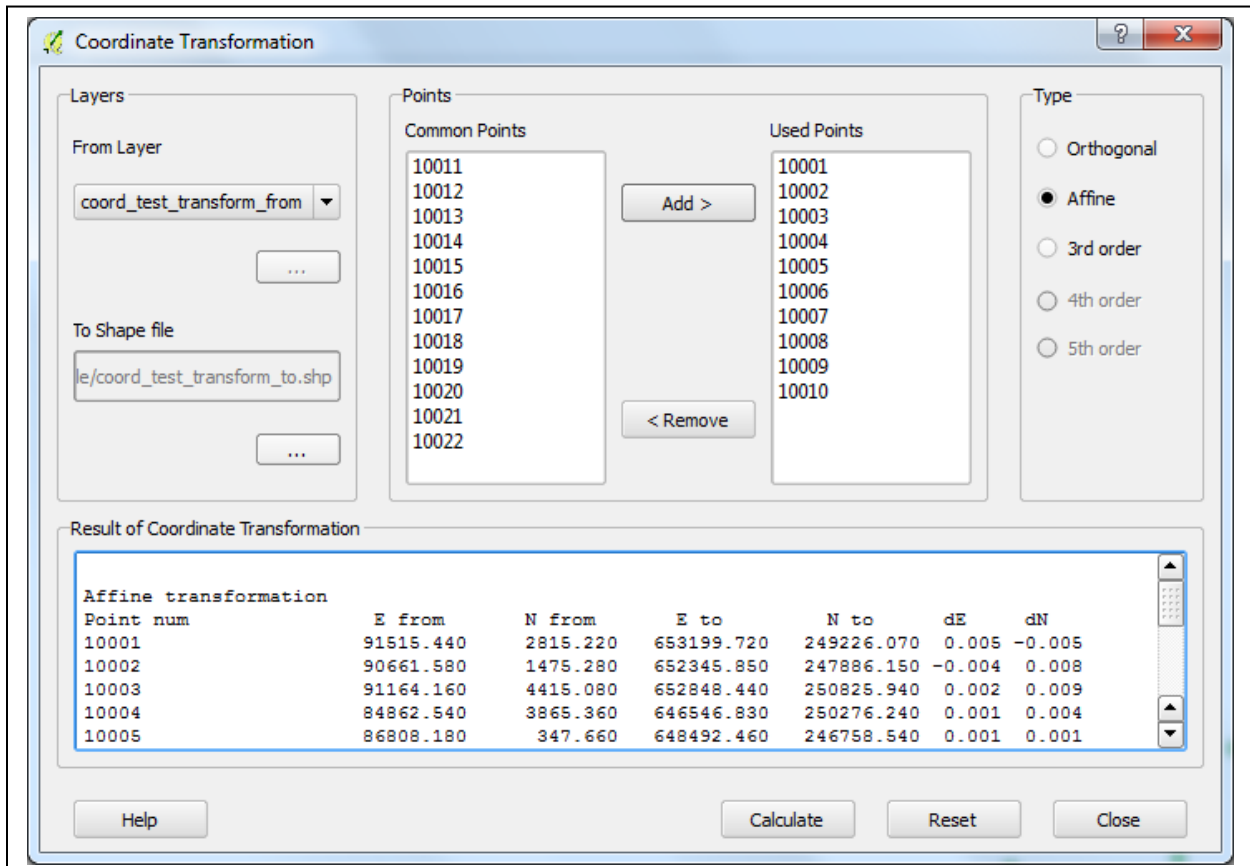 Coordinate Transformation
Layers
From Layer
coord_test_transform_from
...
To Shape file
le/coord_test_transform_to.shp
...
Points
Common Points
10011
10012
10013
10014
10015
10016
10017
10018
10019
10020
10021
10022
Add >
< Remove
Used Points
10001
10002
10003
10004
10005
10006
10007
10008
10009
10010
Type
Orthogonal
Affine
3rd order
4th order
5th order
Result of Coordinate Transformation
Affine transformation
Point num E from N from E to N to dE dN
10001 91515.440 2815.220 653199.720 249226.070 0.005 -0.005
10002 90661.580 1475.280 652345.850 247886.150 -0.004 0.008
10003 91164.160 4415.080 652848.440 250825.940 0.002 0.009
10004 84862.540 3865.360 646546.830 250276.240 0.001 0.004
10005 86808.180 347.660 648492.460 246758.540 0.001 0.001
Help
Calculate
Reset
Close